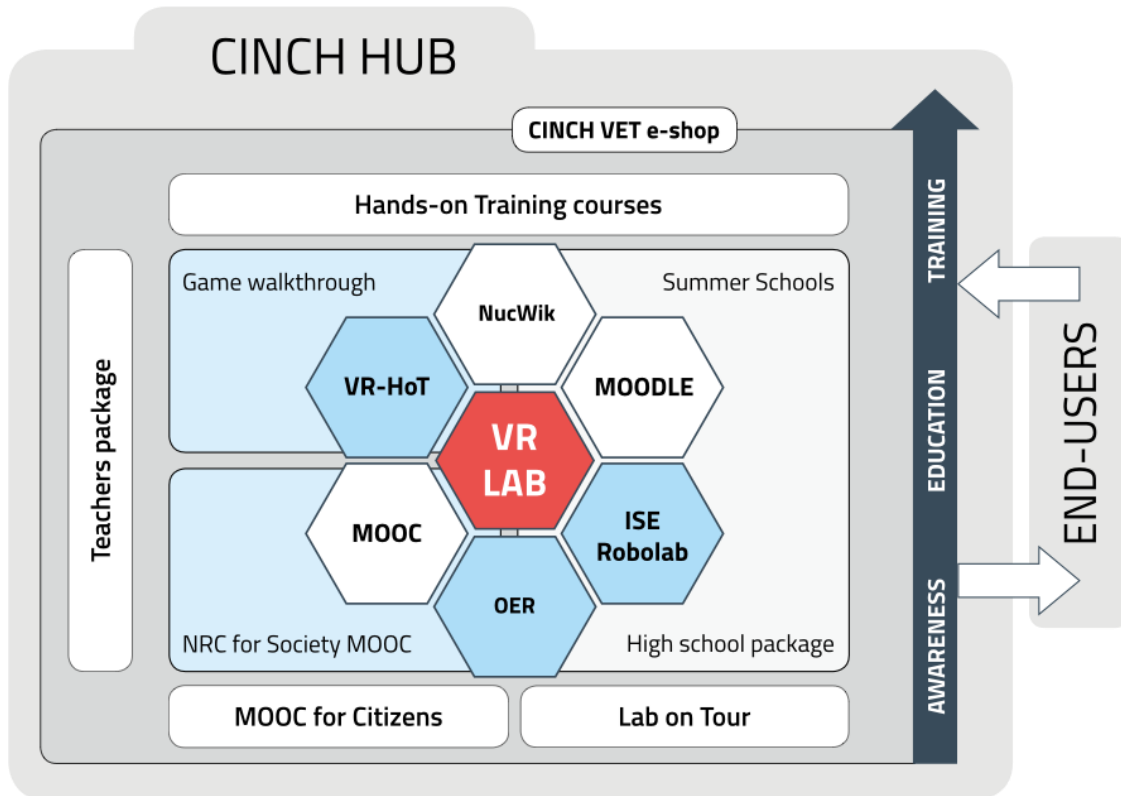 CINCH HUB
CINCH VET e-shop
Hands-on Training courses
Teachers package
Game walkthrough
Summer Schools
NucWik
VR-HoT
MOODLE
VR
LAB
MOOC
ISE
Robolab
OER
NRC for Society MOOC
High school package
MOOC for Citizens
Lab on Tour
TRAINING
EDUCATION
AWARENESS
END-USERS